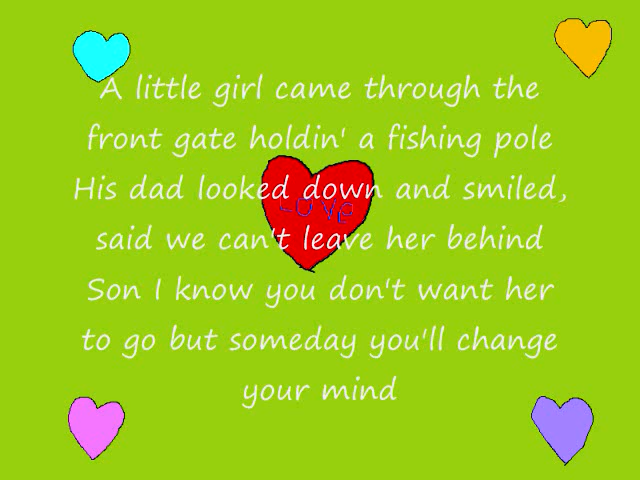 A little girl came through the
front gate holdin' a fishing pole
His dad looked down and smiled,
LOVE
said we can't leave her behind
Son I know you don't want her
to go but someday you'll change
your mind